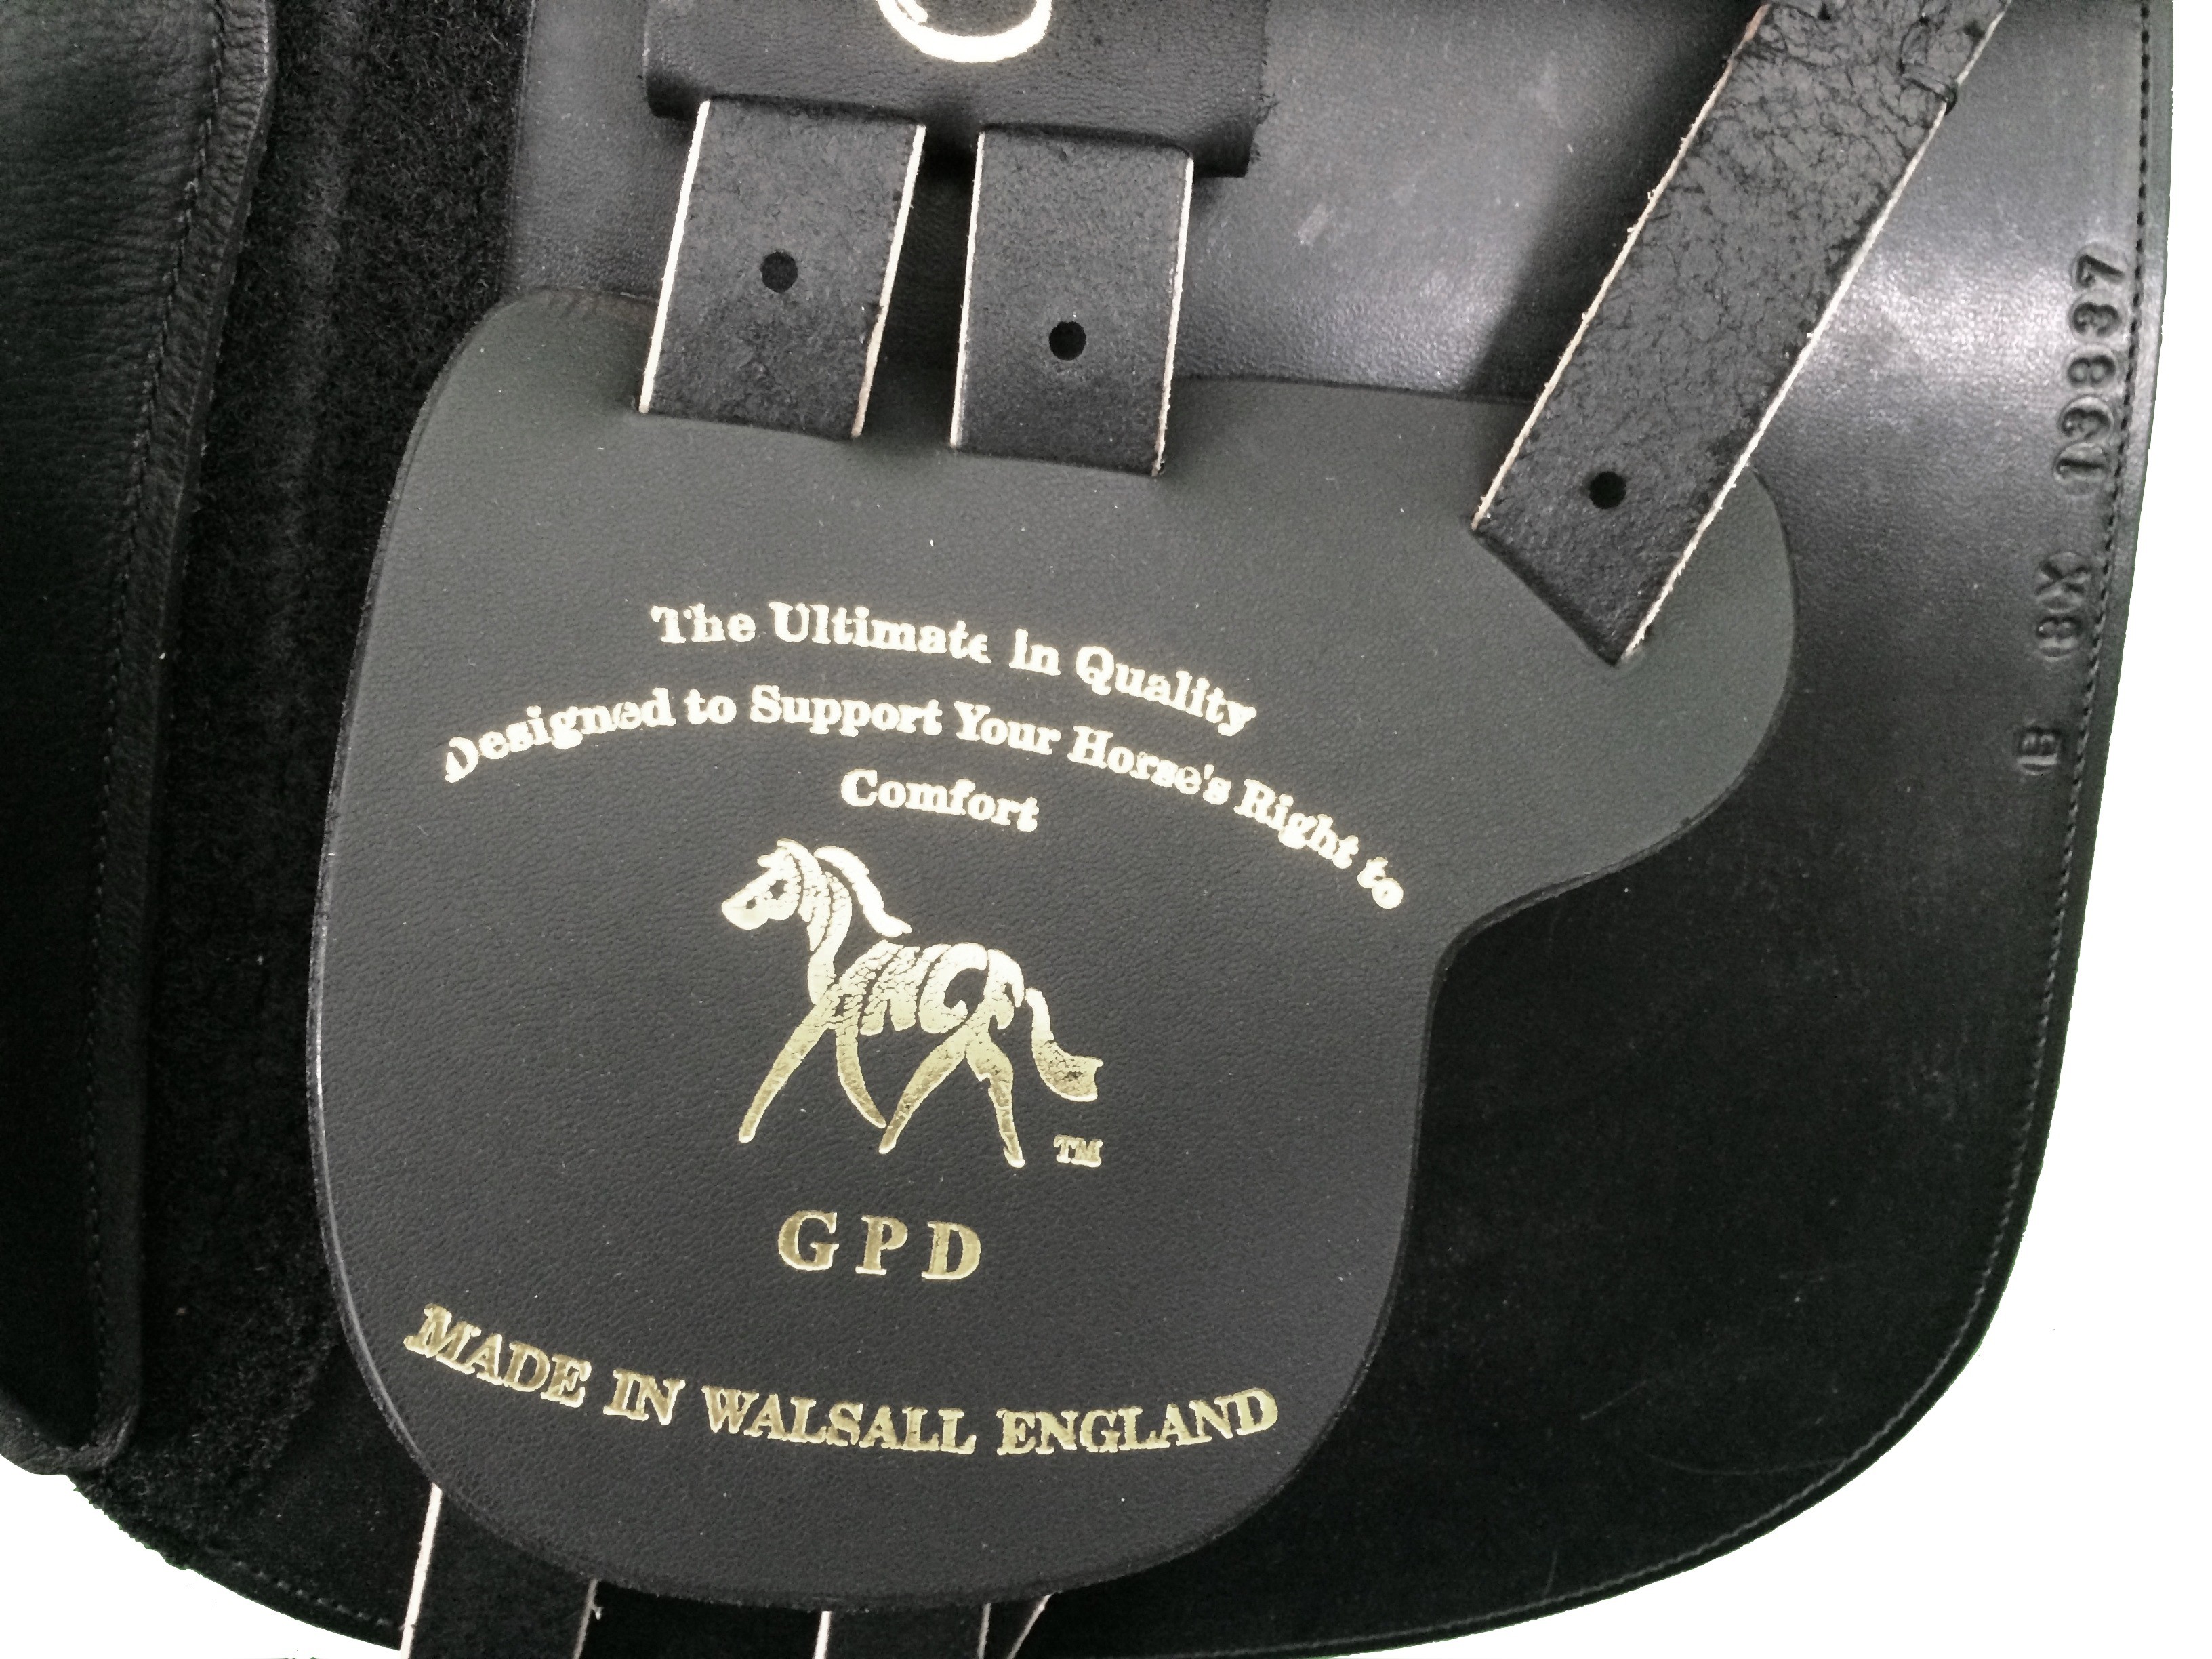 The Ultimate in Quality
Designed to Support Your Horse's Right to
Comfort
TM
GPD
MADE IN WALSALL ENGLAND